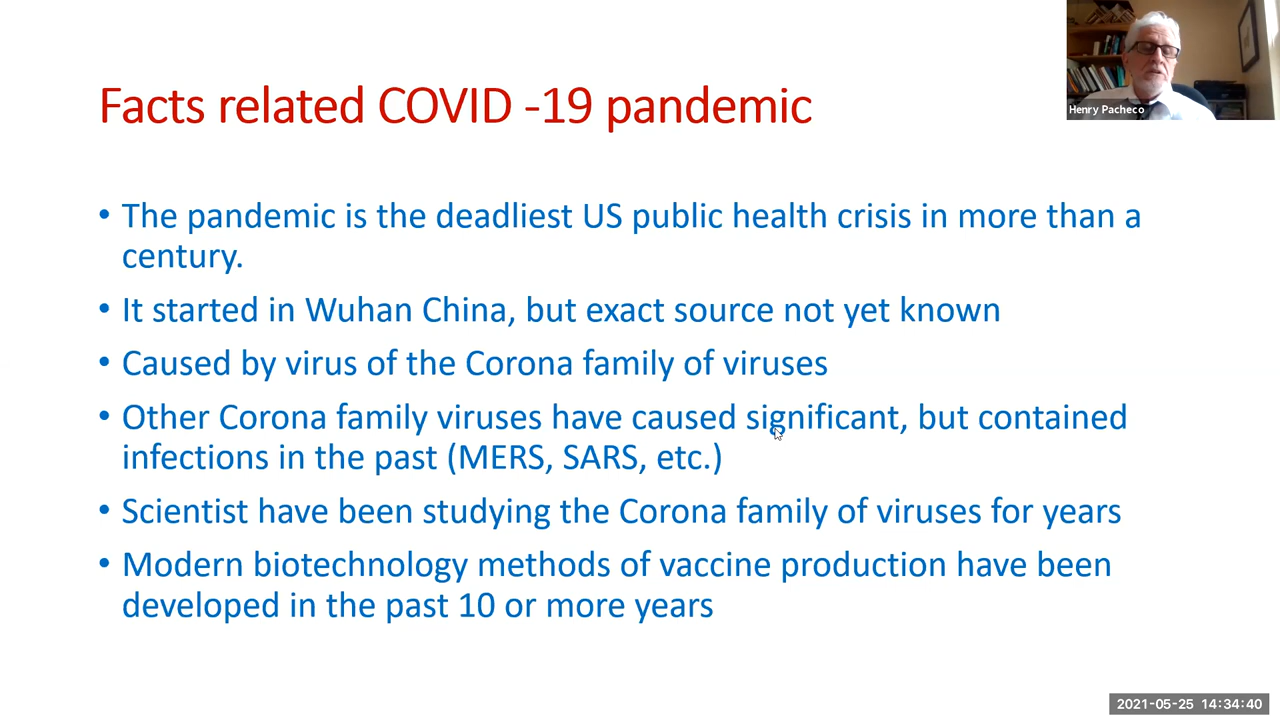 Henry Pacheco
Facts related COVID -19 pandemic
• The pandemic is the deadliest US public health crisis in more than a
century.
• It started in Wuhan China, but exact source not yet known
• Caused by virus of the Corona family of viruses
• Other Corona family viruses have caused significant, but contained
infections in the past (MERS, SARS, etc.)
• Scientist have been studying the Corona family of viruses for years
• Modern biotechnology methods of vaccine production have been
developed in the past 10 or more years
2021-05-25 14:34:40